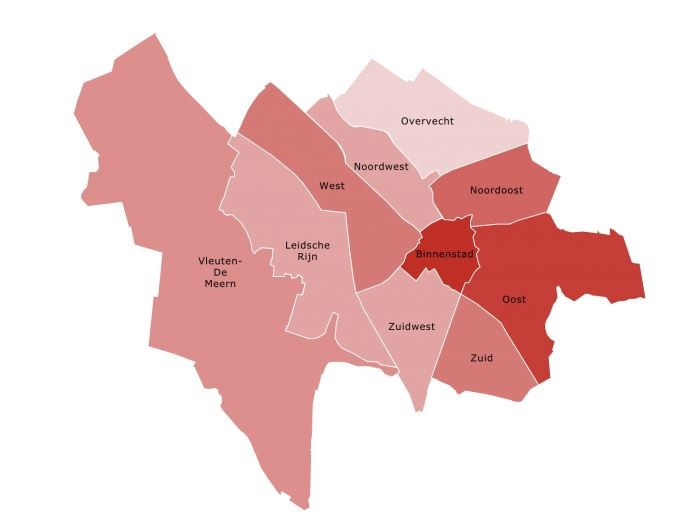 Overvecht
Noordwest
West
Noordoost
Leidsche
Rijn
Binnenstad
Vleuten-
De
Meern
Oost
Zuidwest
Zuid